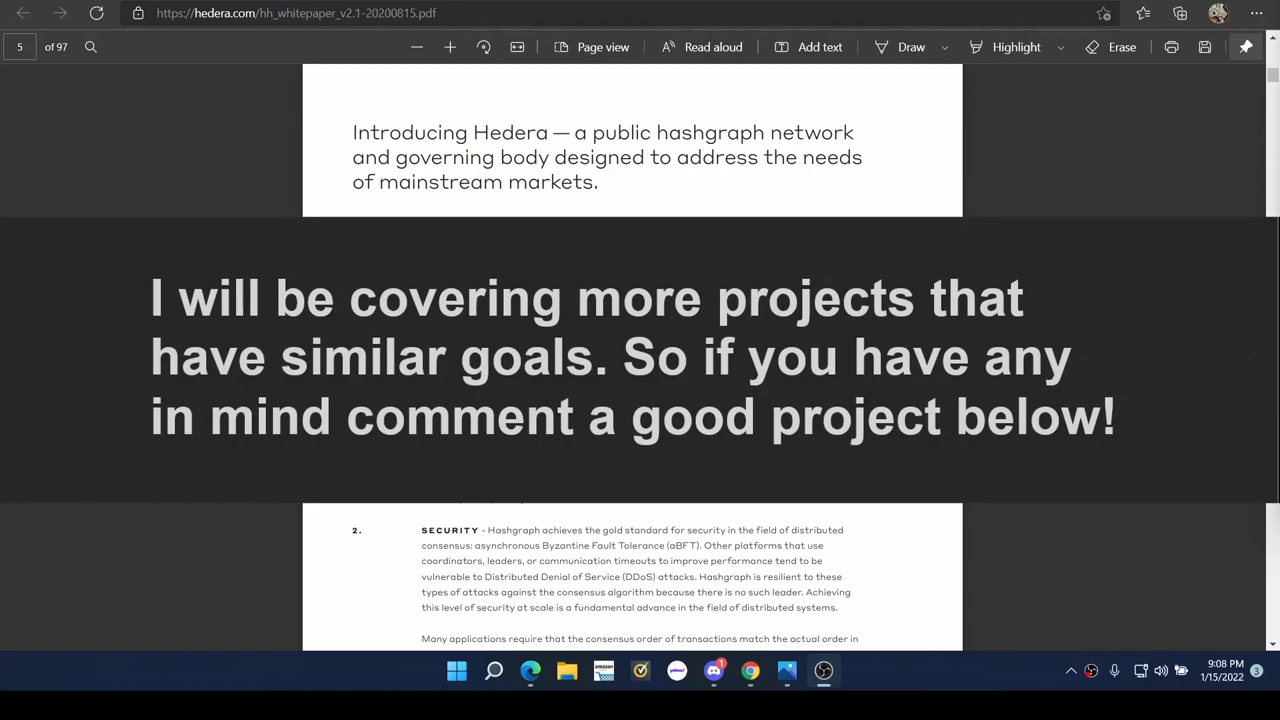 https://hedera.com/hh_whitepaper_v2.1-20200815.pdf
5 of 97 Page view Read aloud Add text Draw Highlight Erase
Introducing Hedera — a public hashgraph network
and governing body designed to address the needs
of mainstream markets.
I will be covering more projects that
have similar goals. So if you have any
in mind comment a good project below!
2. SECURITY - Hashgraph achieves the gold standard for security in the field of distributed
consensus: asynchronous Byzantine Fault Tolerance (aBFT). Other platforms that use
coordinators, leaders, or communication timeouts to improve performance tend to be
vulnerable to Distributed Denial of Service (DDoS) attacks. Hashgraph is resilient to these
types of attacks against the consensus algorithm because there is no such leader. Achieving
this level of security at scale is a fundamental advance in the field of distributed systems.
Many applications require that the consensus order of transactions match the actual order in
amazon
yahoo!
1
9:08 PM
1/15/2022
3